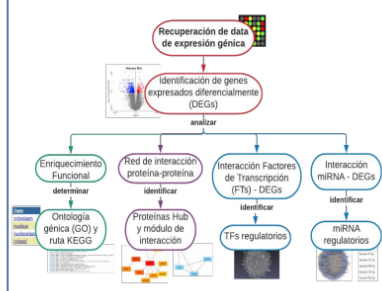 Recuperación de data
de expresión génica
Identificación de genes
expresados diferencialmente
(DEGs)
analizar
Enriquecimiento
Funcional
Red de interacción
proteína-proteína
Interacción Factores
de Transcripción
(FTs) - DEGs
Interacción
miRNA - DEGs
determinar
identificar
identificar
identificar
Ontología
génica (GO) y
ruta KEGG
Proteínas Hub
y módulo de
interacción
TFs regulatorios
miRNA
regulatorios